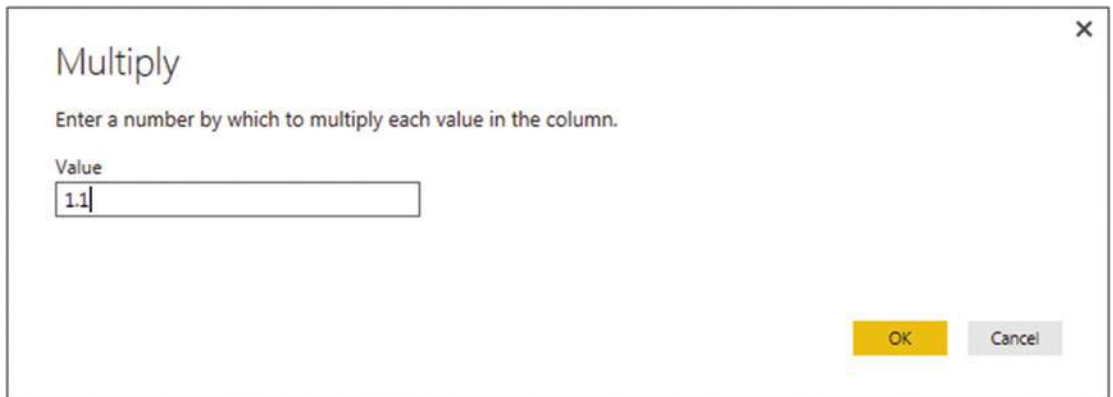 Multiply
Enter a number by which to multiply each value in the column.
Value
1.1
OK Cancel